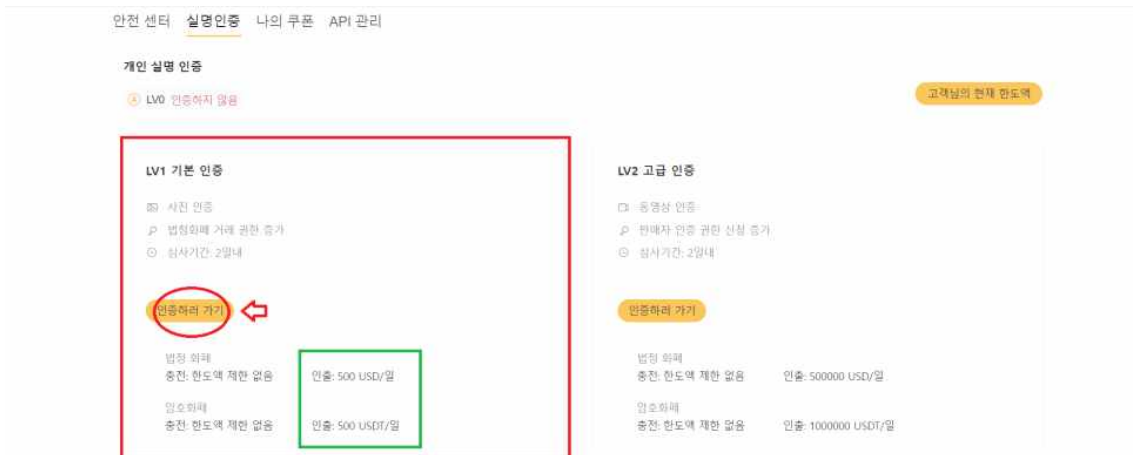 안전 센터 실명인증 나의 쿠폰 API 관리
개인 실명 인증
LV0 인증하지 않음
고객님의 현재 한도액
LV1 기본 인증
사진 인증
법정화폐 거래 권한 증가
심사기간: 2일내
인증하러 가기
법정 화폐
충전: 한도액 제한 없음 인출: 500 USD/일
암호화폐
충전: 한도액 제한 없음 인출: 500 USDT/일
LV2 고급 인증
동영상 인증
판매자 인증 권한 신청 증가
심사기간: 2일내
인증하러 가기
법정 화폐
충전: 한도액 제한 없음 인출: 500000 USD/일
암호화폐
충전: 한도액 제한 없음 인출: 1000000 USDT/일